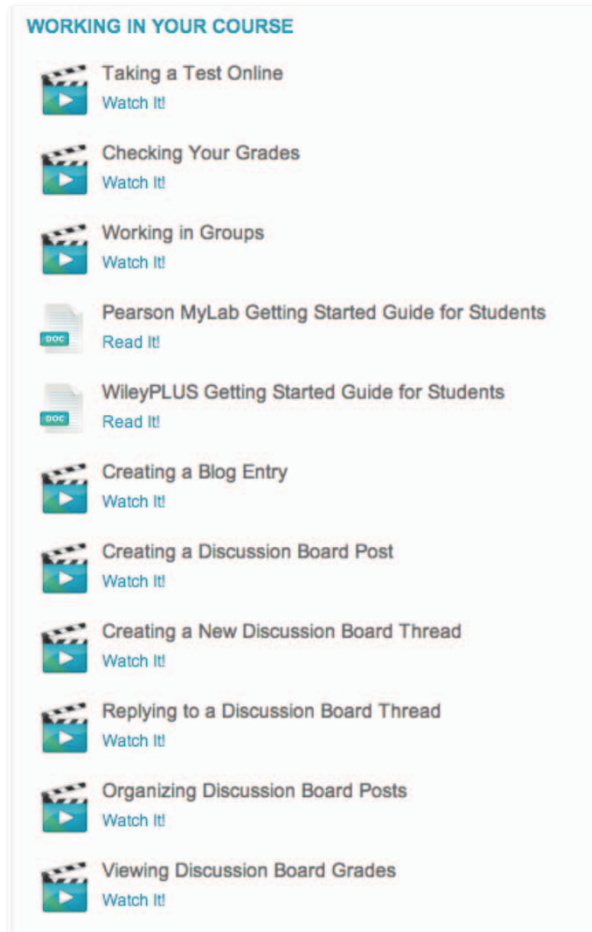 WORKING IN YOUR COURSE
Taking a Test Online
Watch It!
Checking Your Grades
Watch It!
Working in Groups
Watch It!
Pearson MyLab Getting Started Guide for Students
DOC
Read It!
WileyPLUS Getting Started Guide for Students
DOC
Read It!
Creating a Blog Entry
Watch It!
Creating a Discussion Board Post
Watch It!
Creating a New Discussion Board Thread
Watch It!
Replying to a Discussion Board Thread
Watch It!
Organizing Discussion Board Posts
Watch It!
Viewing Discussion Board Grades
Watch It!